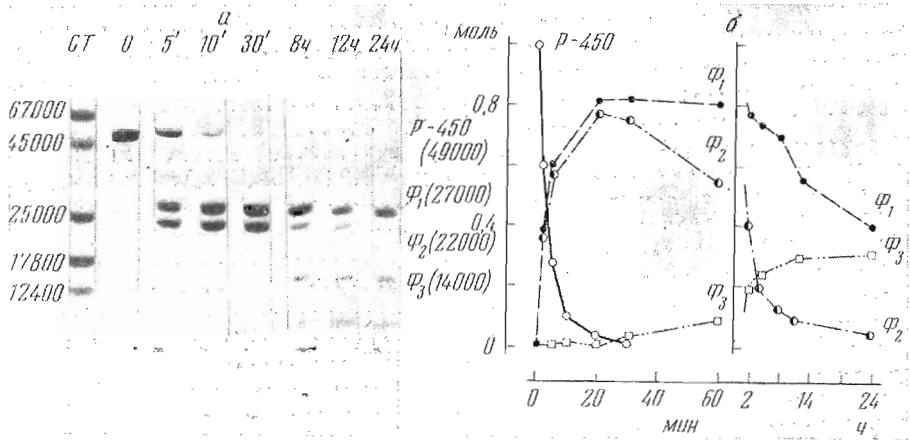 а
СТ 0 5' 10' 30' 8ч 12ч 24ч
67000
45000
25000
17800
12400
Р-450
(49000)
Ф₁(27000)
Ф₂(22000)
Ф₃(14000)
моль
0,8
0,4
0
Р-450
Ф₁
Ф₂
Ф₃
0 20 40 60
мин
б
Ф₁
Ф₃
Ф₂
2 14 24
ч